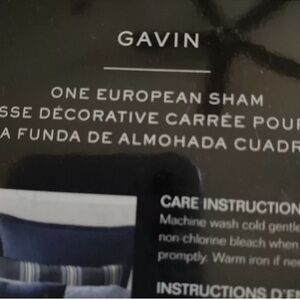 GAVIN
ONE EUROPEAN SHAM
SSE DÉCORATIVE CARRÉE POUR
A FUNDA DE ALMOHADA CUADR
CARE INSTRUCTION
Machine wash cold gentle
non-chlorine bleach when
promptly. Warm iron if nee
INSTRUCTIONS D'EN